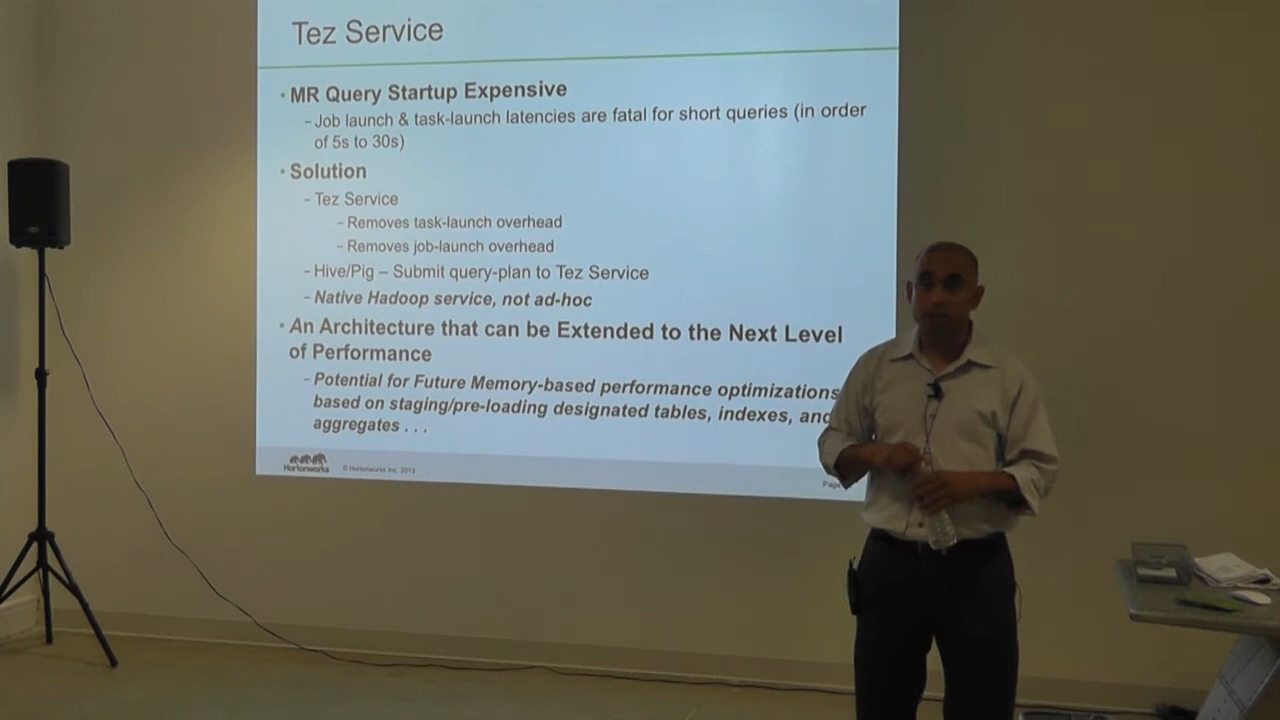 Tez Service
• MR Query Startup Expensive
– Job launch & task-launch latencies are fatal for short queries (in order
of 5s to 30s)
• Solution
– Tez Service
– Removes task-launch overhead
– Removes job-launch overhead
– Hive/Pig – Submit query-plan to Tez Service
– Native Hadoop service, not ad-hoc
• An Architecture that can be Extended to the Next Level
of Performance
– Potential for Future Memory-based performance optimizations
based on staging/pre-loading designated tables, indexes, and
aggregates . . .
Hortonworks
© Hortonworks Inc. 2013
Page